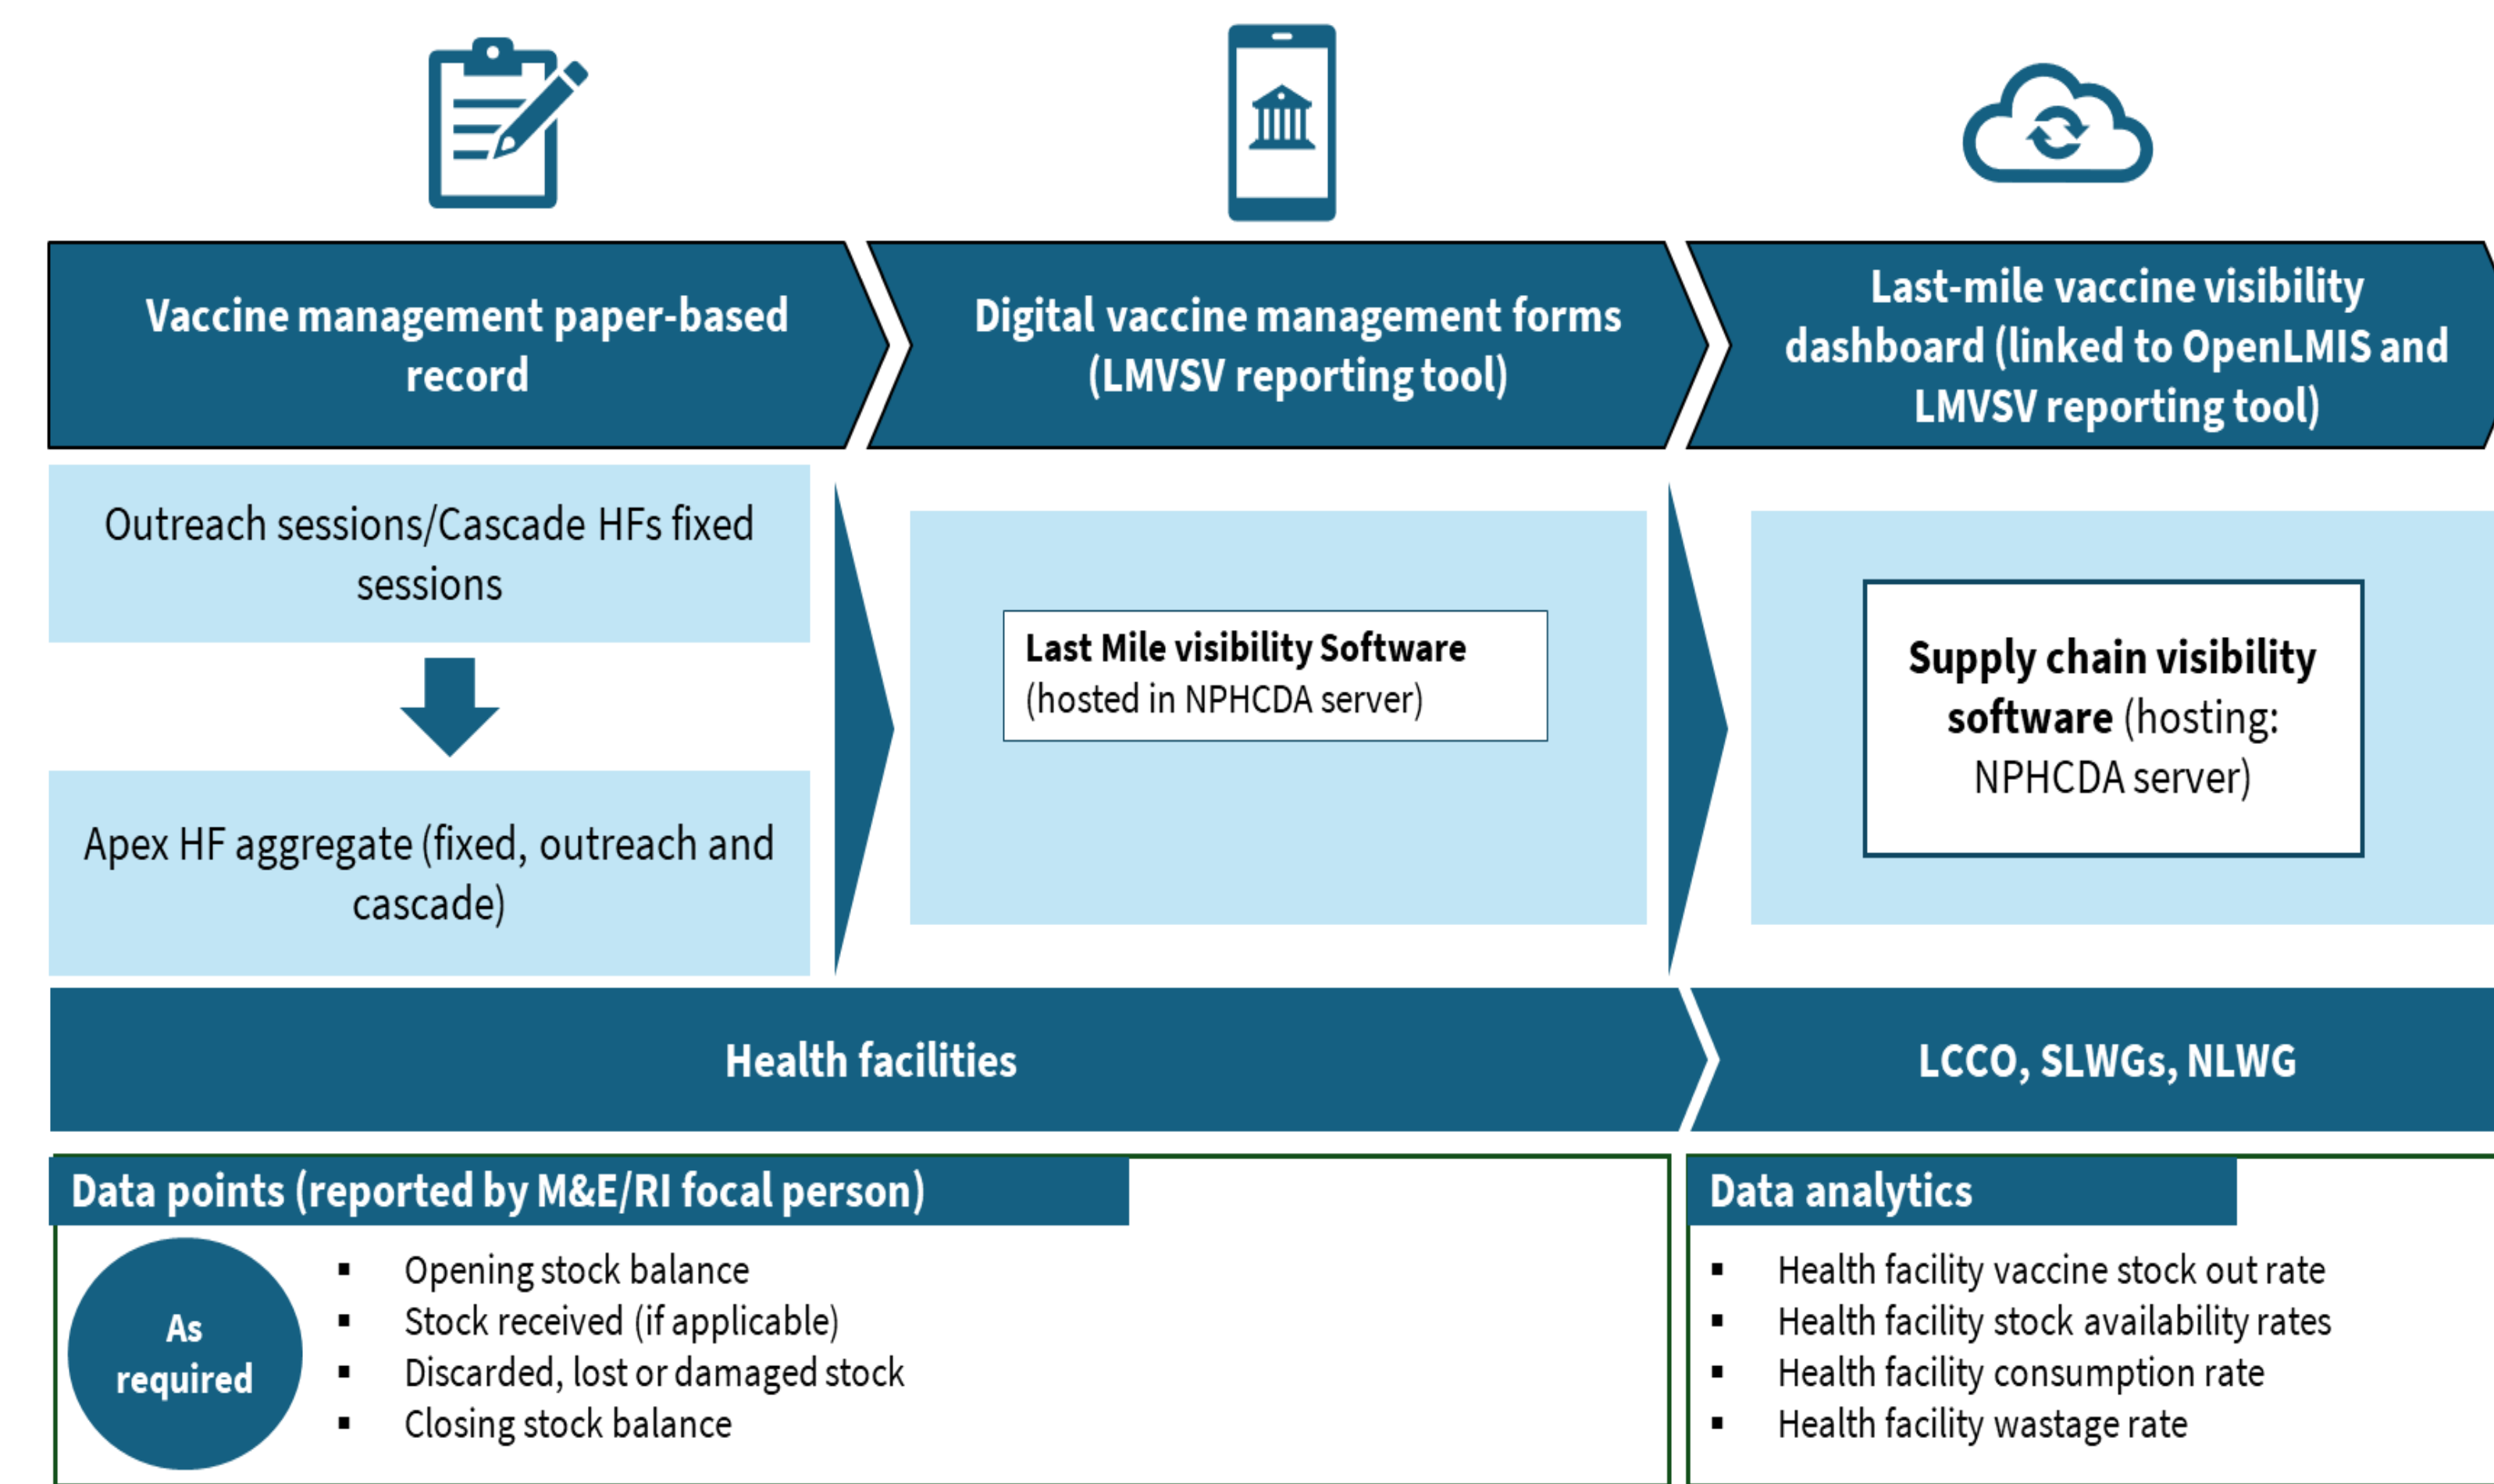 Vaccine management paper-based
record
Digital vaccine management forms
(LMVSV reporting tool)
Last-mile vaccine visibility
dashboard (linked to OpenLMIS and
LMVSV reporting tool)
Outreach sessions/Cascade HFs fixed
sessions
Apex HF aggregate (fixed, outreach and
cascade)
Last Mile visibility Software
(hosted in NPHCDA server)
Supply chain visibility
software (hosting:
NPHCDA server)
Health facilities
LCCO, SLWGs, NLWG
Data points (reported by M&E/RI focal person)
As
required
▪ Opening stock balance
▪ Stock received (if applicable)
▪ Discarded, lost or damaged stock
▪ Closing stock balance
Data analytics
▪ Health facility vaccine stock out rate
▪ Health facility stock availability rates
▪ Health facility consumption rate
▪ Health facility wastage rate